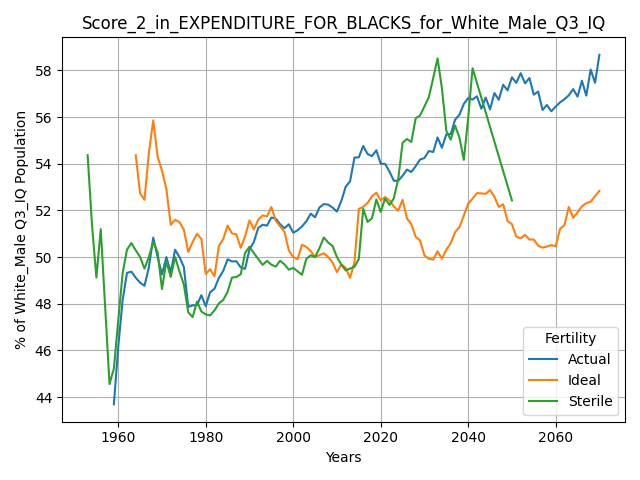 Score_2_in_EXPENDITURE_FOR_BLACKS_for_White_Male_Q3_IQ
% of White_Male Q3_IQ Population
58
56
54
52
50
48
46
44
1960
1980
2000
2020
2040
2060
Years
Fertility
Actual
Ideal
Sterile